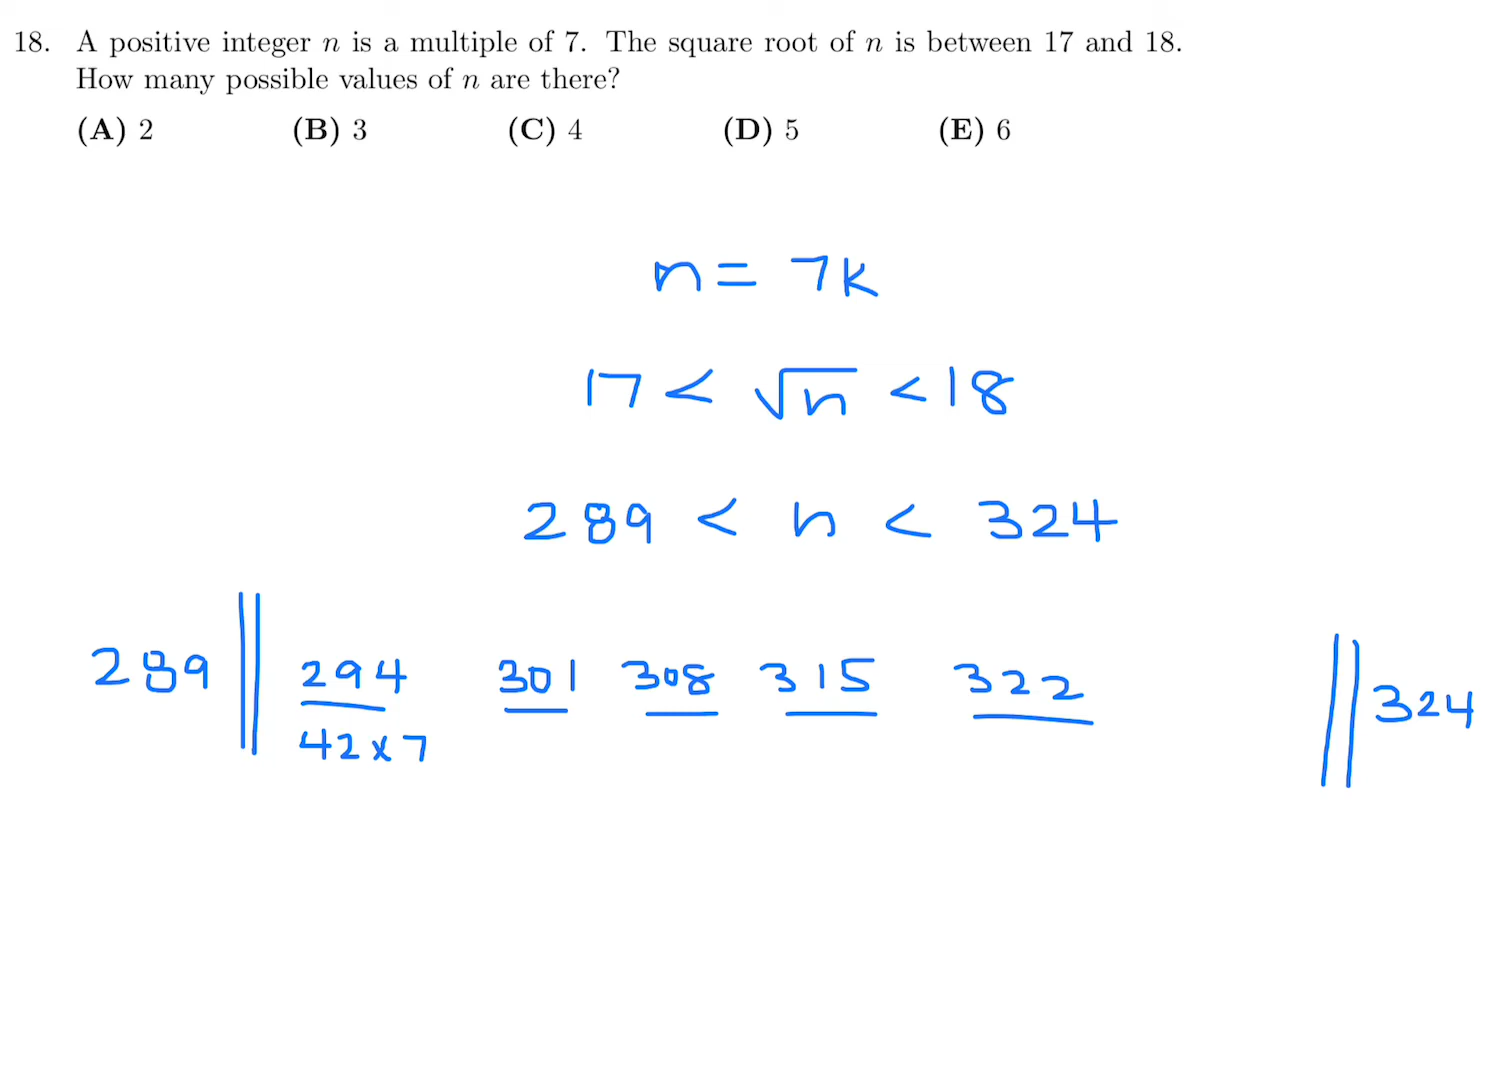 18. A positive integer n is a multiple of 7. The square root of n is between 17 and 18.
How many possible values of n are there?
(A) 2 (B) 3 (C) 4 (D) 5 (E) 6
n = 7k
17 < √n < 18
289 < n < 324
289 || 294 301 308 315 322 || 324
42 x 7